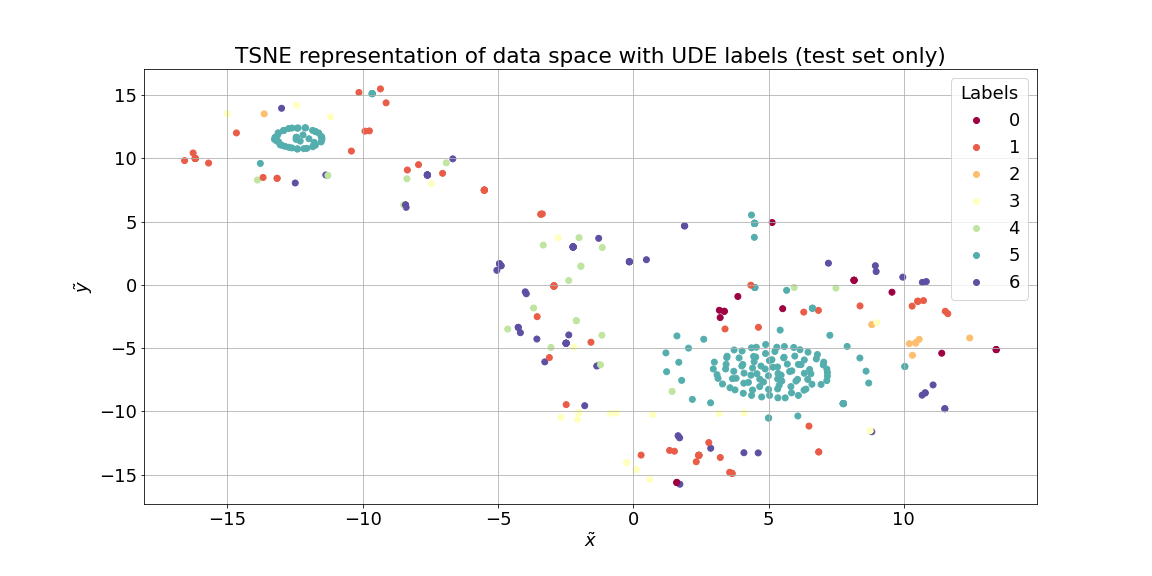 TSNE representation of data space with UDE labels (test set only)
Labels
0
1
2
3
4
5
6
15
10
5
0
−5
−10
−15
ỹ
−15 −10 −5 0 5 10
x̃